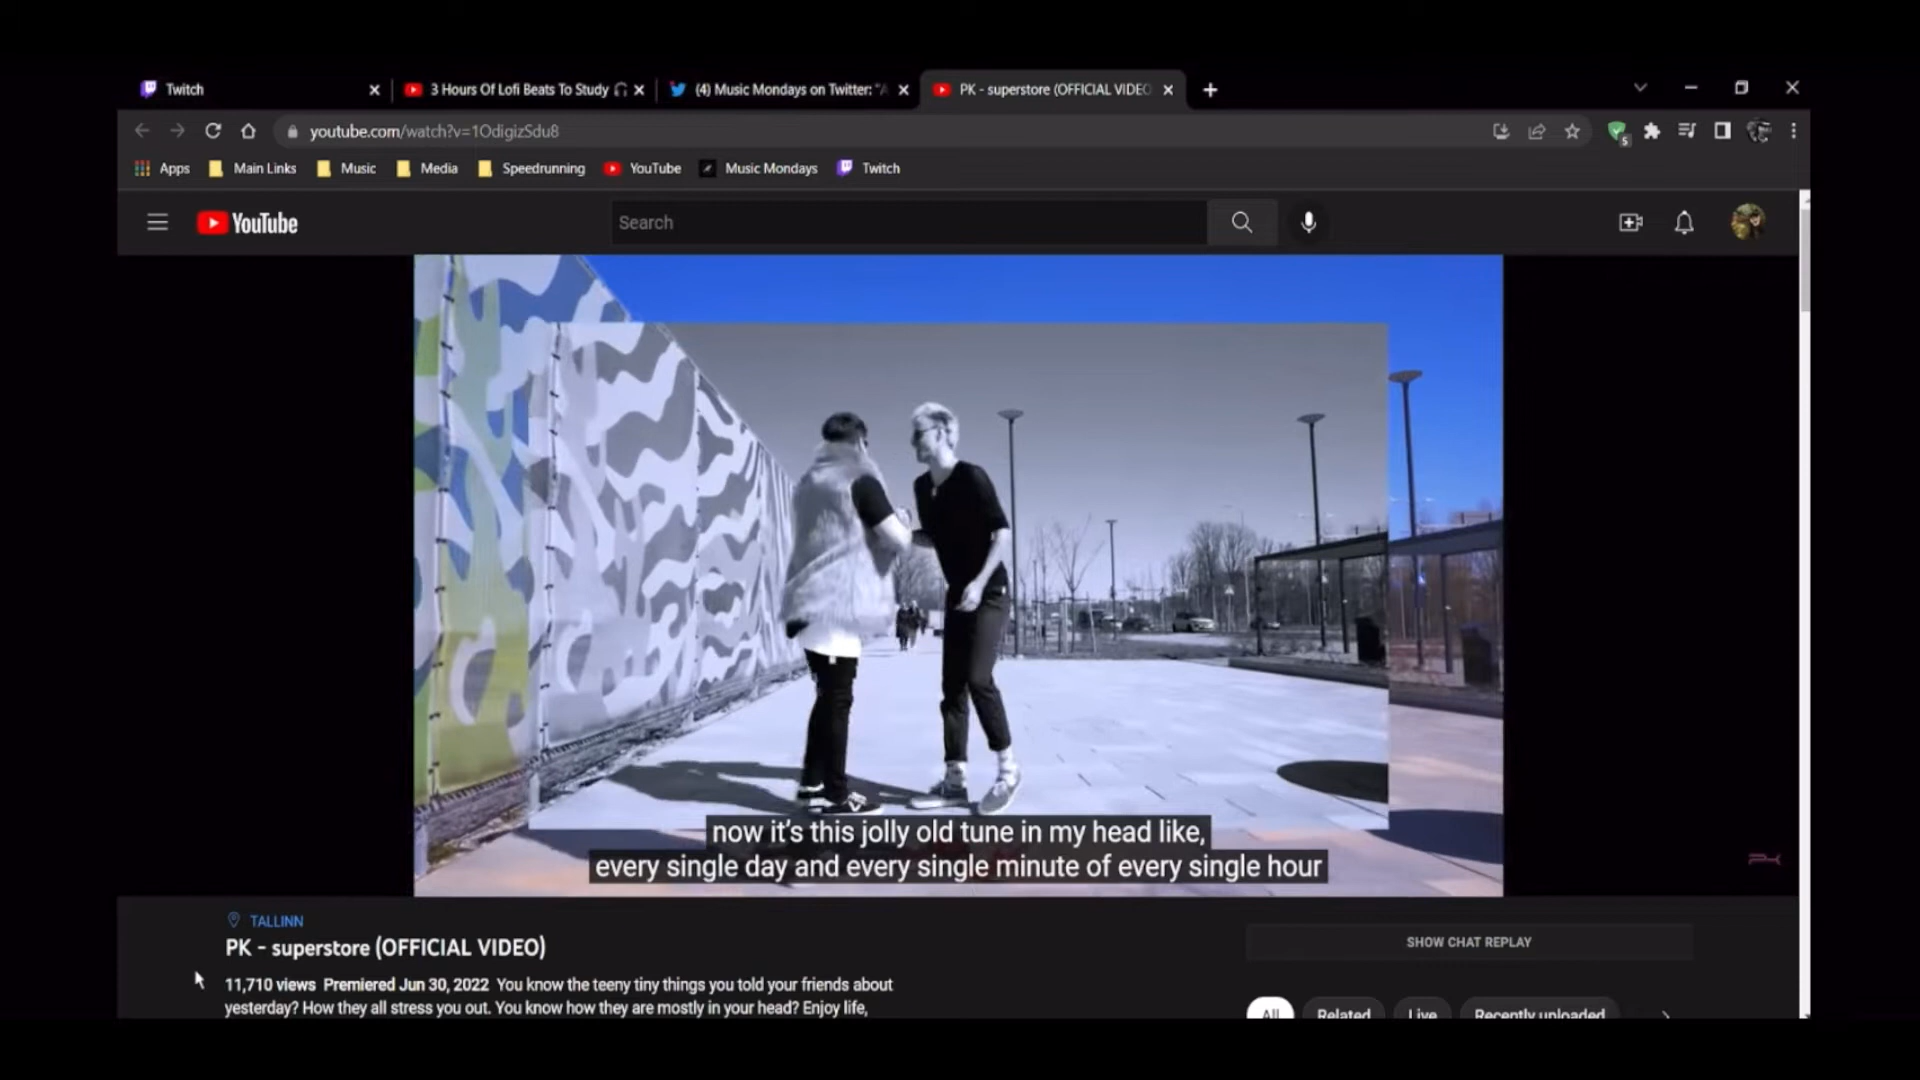 Twitch
3 Hours Of Lofi Beats To Study
(4) Music Mondays on Twitter: "A
PK - superstore (OFFICIAL VIDEO
youtube.com/watch?v=1OdigizSdu8
5
Apps
Main Links
Music
Media
Speedrunning
YouTube
Music Mondays
Twitch
YouTube
Search
now it's this jolly old tune in my head like,
every single day and every single minute of every single hour
PK
TALLINN
PK - superstore (OFFICIAL VIDEO)
SHOW CHAT REPLAY
11,710 views Premiered Jun 30, 2022 You know the teeny tiny things you told your friends about
yesterday? How they all stress you out. You know how they are mostly in your head? Enjoy life,
All
Related
Live
Recently uploaded